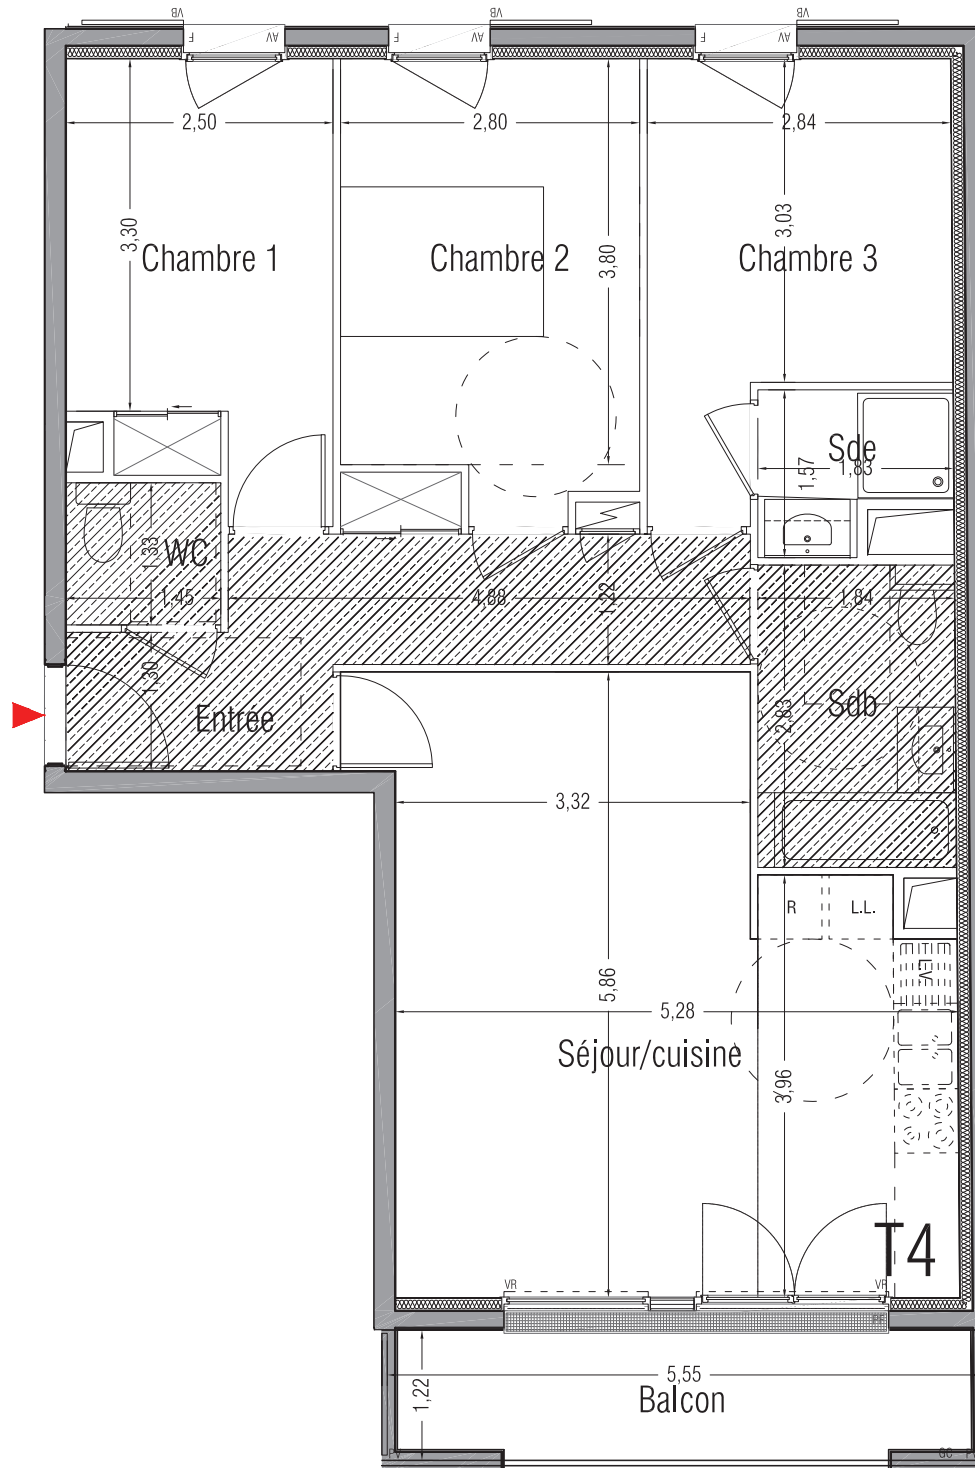 VB VB VB
F AV F AV F AV
2,50 2,80 2,84
3,30 3,80 3,03
Chambre 1 Chambre 2 Chambre 3
Sde
1,57 1,83
WC
1,33
1,45 4,88 1,22 1,84
1,30
Entrée
Sdb
2,83
3,32
R L.L.
L.V.
5,86
5,28
Séjour/cuisine
3,96
T4
VR VR
PF
5,55
1,22
Balcon
PV GC